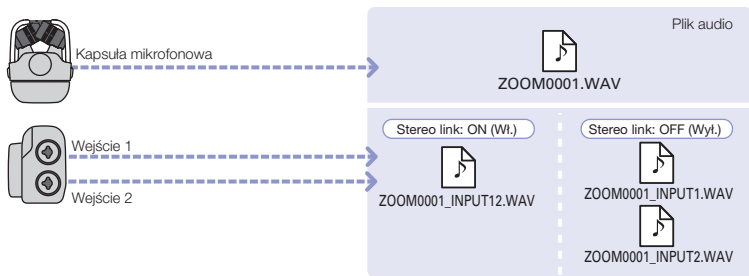 Plik audio
Kapsuła mikrofonowa
ZOOM0001.WAV
Stereo link: ON (Wł.)
Stereo link: OFF (Wył.)
Wejście 1
Wejście 2
ZOOM0001_INPUT12.WAV
ZOOM0001_INPUT1.WAV
ZOOM0001_INPUT2.WAV